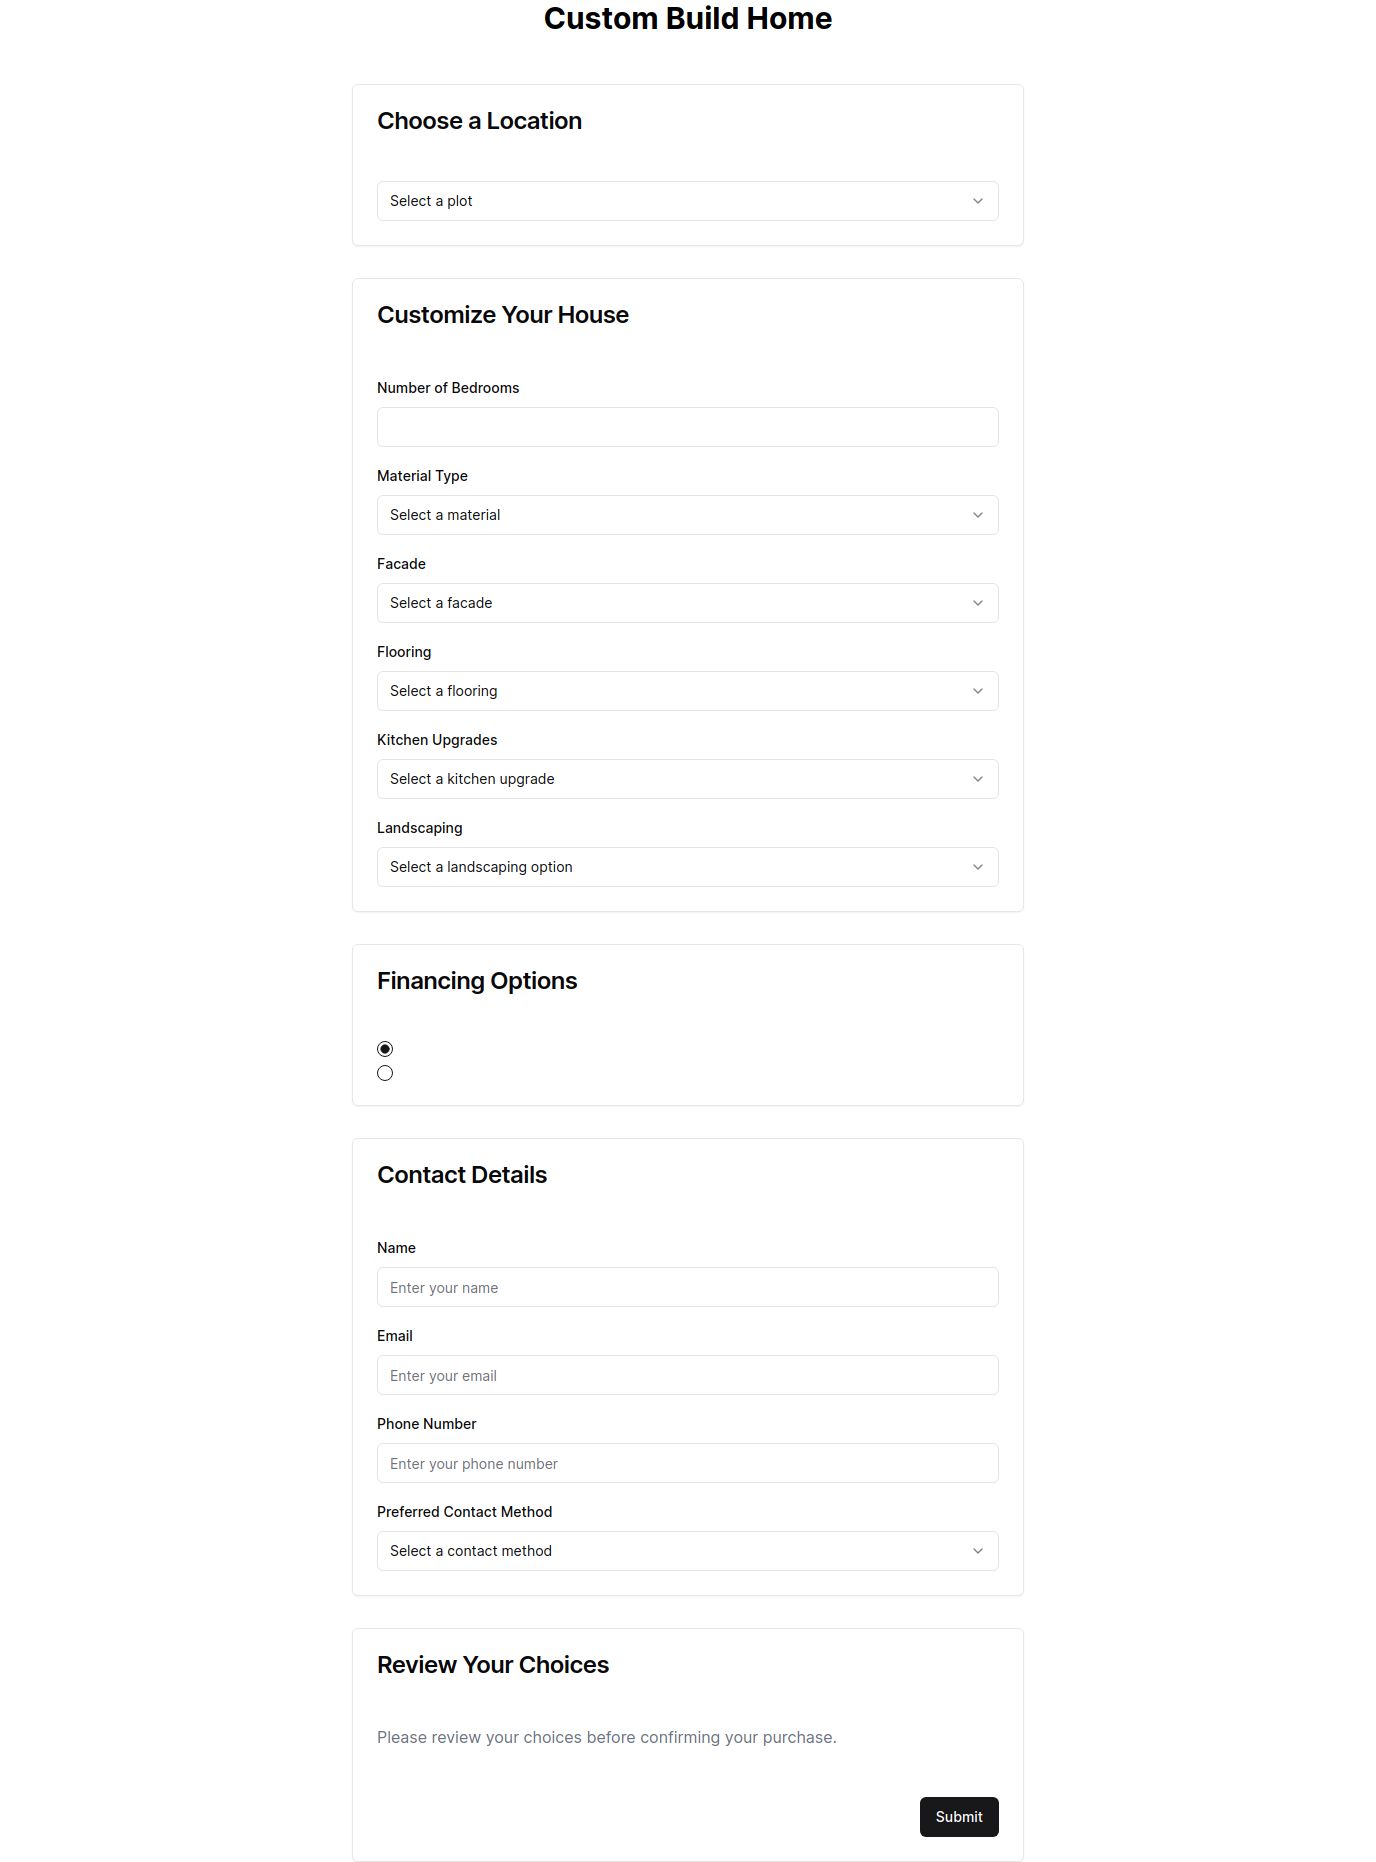 Custom Build Home
Choose a Location
Select a plot
Customize Your House
Number of Bedrooms
Material Type
Select a material
Facade
Select a facade
Flooring
Select a flooring
Kitchen Upgrades
Select a kitchen upgrade
Landscaping
Select a landscaping option
Financing Options
Contact Details
Name
Enter your name
Email
Enter your email
Phone Number
Enter your phone number
Preferred Contact Method
Select a contact method
Review Your Choices
Please review your choices before confirming your purchase.
Submit